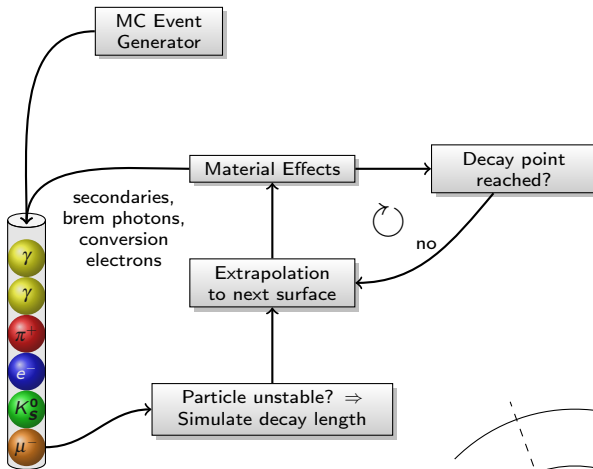 MC Event
Generator
Material Effects
Decay point
reached?
secondaries,
brem photons,
conversion
electrons
no
Extrapolation
to next surface
Particle unstable? ⇒
Simulate decay length
γ
γ
π⁺
e⁻
K⁰ₛ
μ⁻